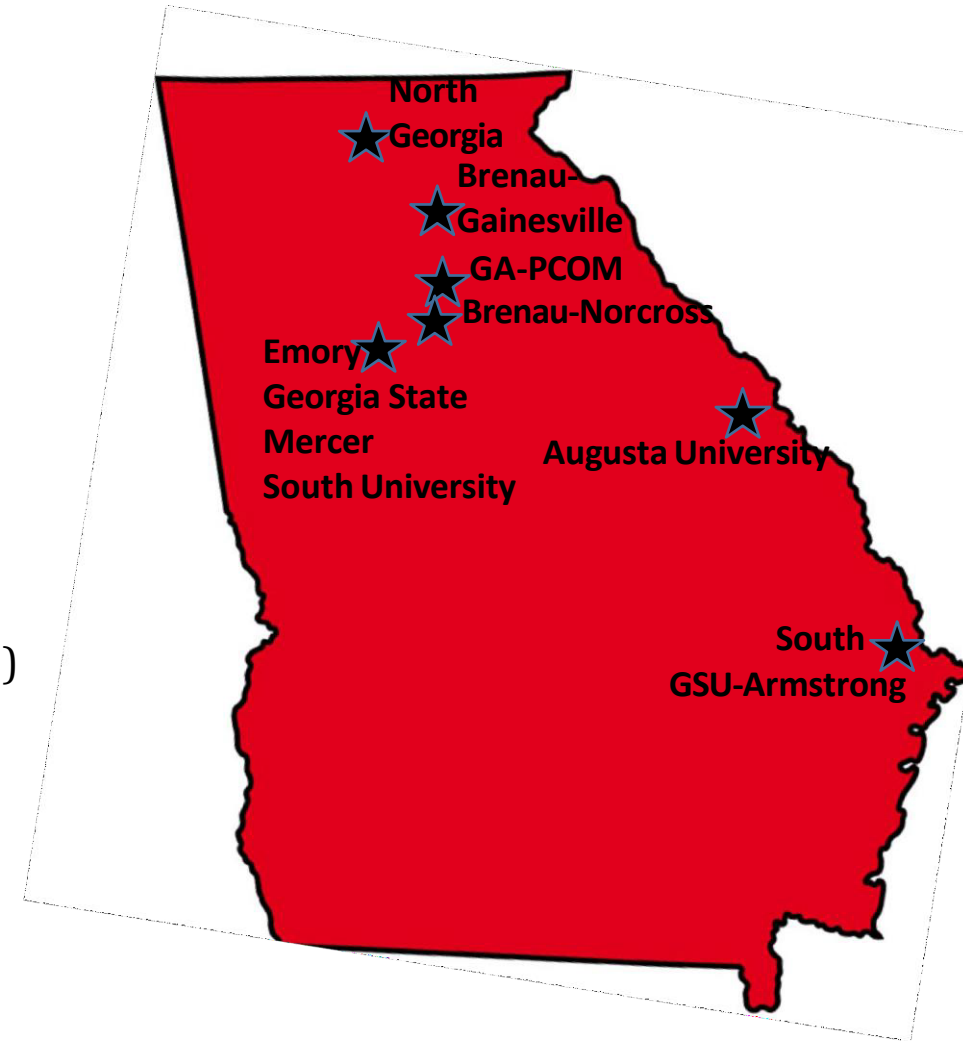 North
Georgia
Brenau-
Gainesville
GA-PCOM
Brenau-Norcross
Emory
Georgia State
Mercer
South University
Augusta University
South
GSU-Armstrong
)